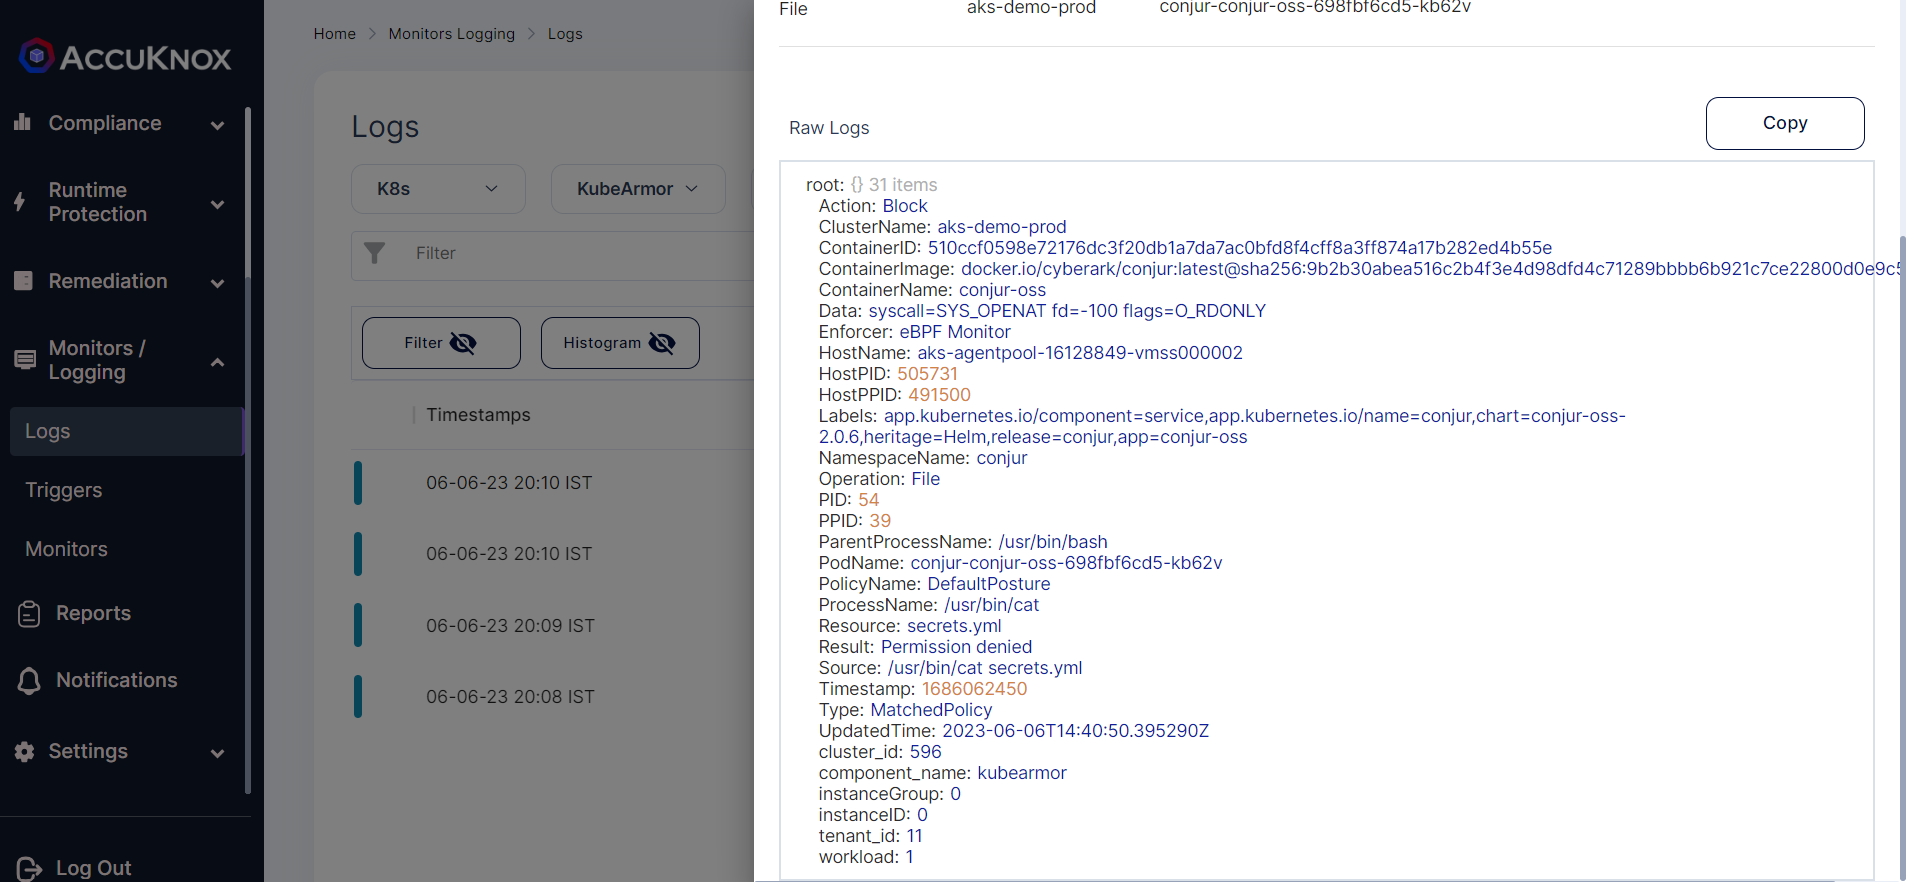 ACCUKNOX
Compliance
Runtime
Protection
Remediation
Monitors /
Logging
Logs
Triggers
Monitors
Reports
Notifications
Settings
Log Out
Home > Monitors Logging > Logs
Logs
K8s
KubeArmor
Filter
Filter
Histogram
Timestamps
06-06-23 20:10 IST
06-06-23 20:10 IST
06-06-23 20:09 IST
06-06-23 20:08 IST
File aks-demo-prod conjur-conjur-oss-698fbf6cd5-kb62v
Raw Logs
Copy
root: {} 31 items
Action: Block
ClusterName: aks-demo-prod
ContainerID: 510ccf0598e72176dc3f20db1a7da7ac0bfd8f4cff8a3ff874a17b282ed4b55e
ContainerImage: docker.io/cyberark/conjur:latest@sha256:9b2b30abea516c2b4f3e4d98dfd4c71289bbbb6b921c7ce22800d0e9c5
ContainerName: conjur-oss
Data: syscall=SYS_OPENAT fd=-100 flags=O_RDONLY
Enforcer: eBPF Monitor
HostName: aks-agentpool-16128849-vmss000002
HostPID: 505731
HostPPID: 491500
Labels: app.kubernetes.io/component=service,app.kubernetes.io/name=conjur,chart=conjur-oss-
2.0.6,heritage=Helm,release=conjur,app=conjur-oss
NamespaceName: conjur
Operation: File
PID: 54
PPID: 39
ParentProcessName: /usr/bin/bash
PodName: conjur-conjur-oss-698fbf6cd5-kb62v
PolicyName: DefaultPosture
ProcessName: /usr/bin/cat
Resource: secrets.yml
Result: Permission denied
Source: /usr/bin/cat secrets.yml
Timestamp: 1686062450
Type: MatchedPolicy
UpdatedTime: 2023-06-06T14:40:50.395290Z
cluster_id: 596
component_name: kubearmor
instanceGroup: 0
instanceID: 0
tenant_id: 11
workload: 1